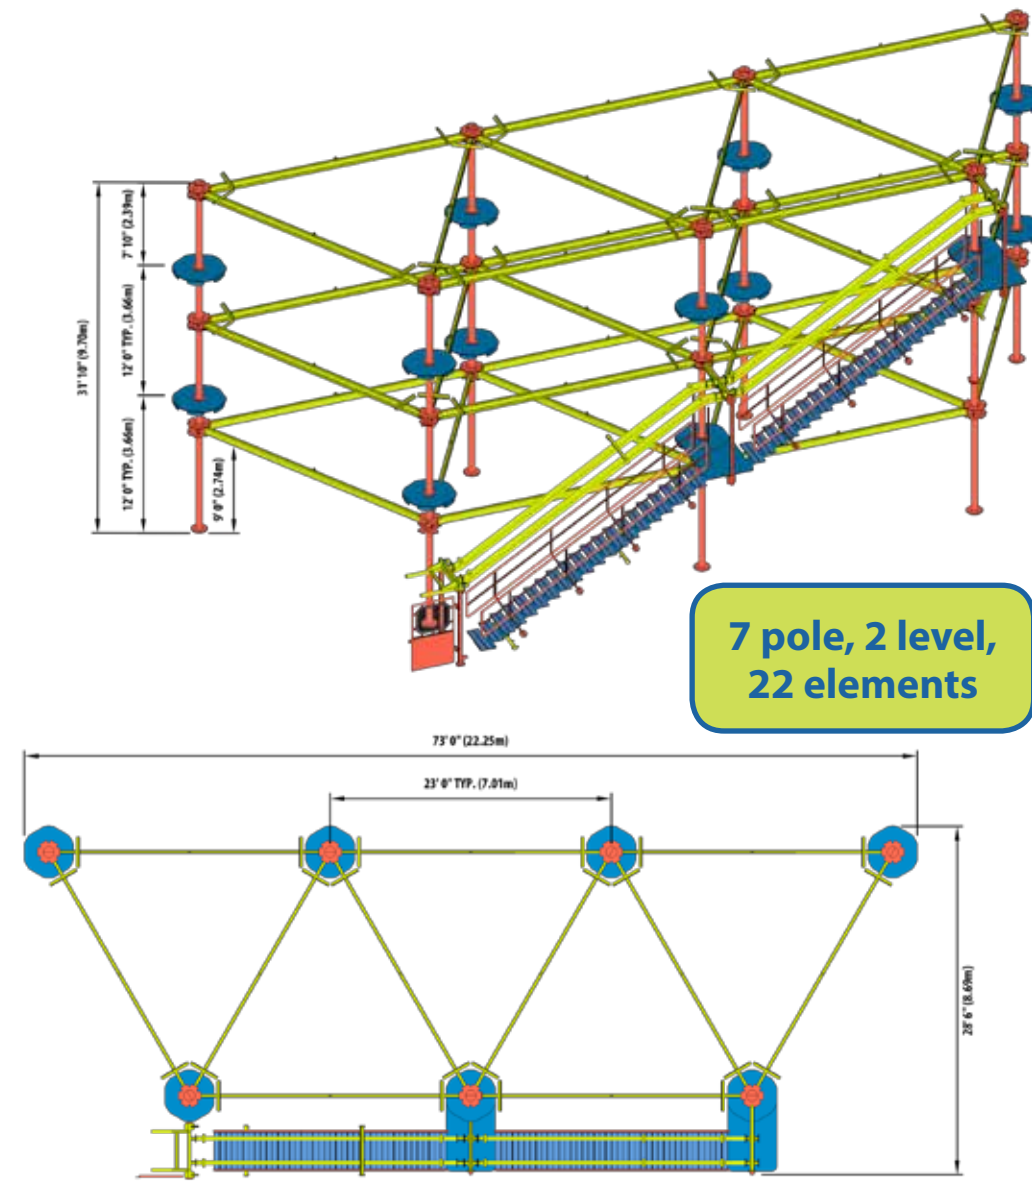 7' 10" (2.39m)
12' 0" TYP. (3.66m)
31' 10" (9.70m)
12' 0" TYP. (3.66m)
9' 0" (2.74m)
7 pole, 2 level,
22 elements
73' 0" (22.25m)
23' 0" TYP. (7.01m)
28' 6" (8.69m)